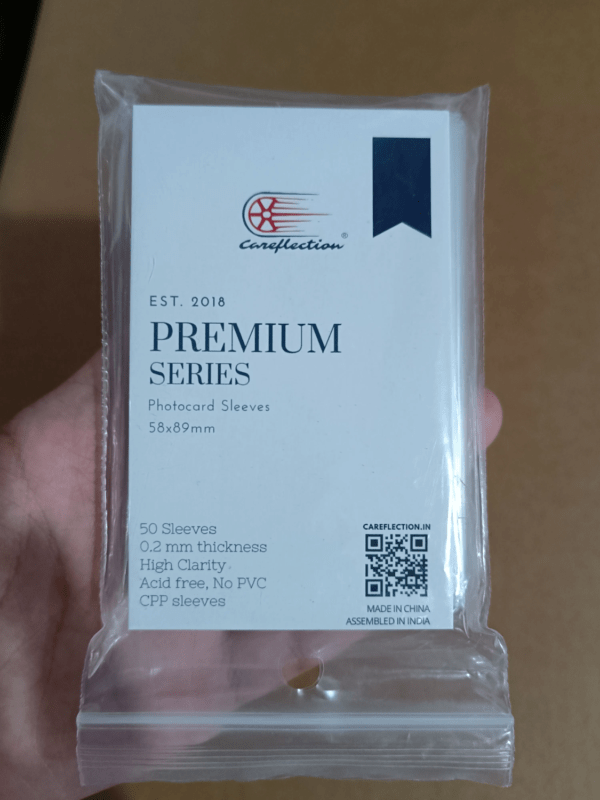 Careflection®
EST. 2018
PREMIUM
SERIES
Photocard Sleeves
58x89mm
50 Sleeves
0.2 mm thickness
High Clarity
Acid free, No PVC
CPP sleeves
CAREFLECTION.IN
MADE IN CHINA
ASSEMBLED IN INDIA